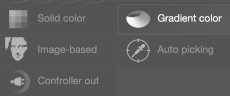 Solid color
Gradient color
Image-based
Auto picking
Controller out